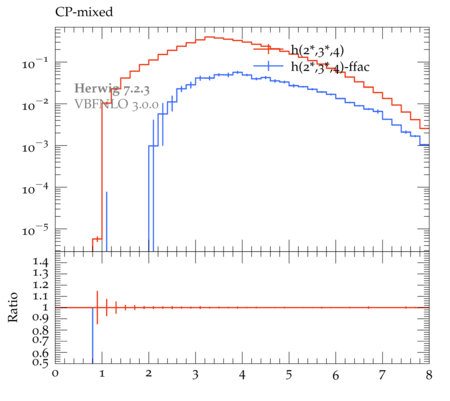 CP-mixed
h(2*,3*,4)
h(2*,3*,4)-ffac
Herwig 7.2.3
VBFNLO 3.0.0
10⁻¹
10⁻²
10⁻³
10⁻⁴
10⁻⁵
Ratio
1.4
1.3
1.2
1.1
1
0.9
0.8
0.7
0.6
0.5
0 1 2 3 4 5 6 7 8